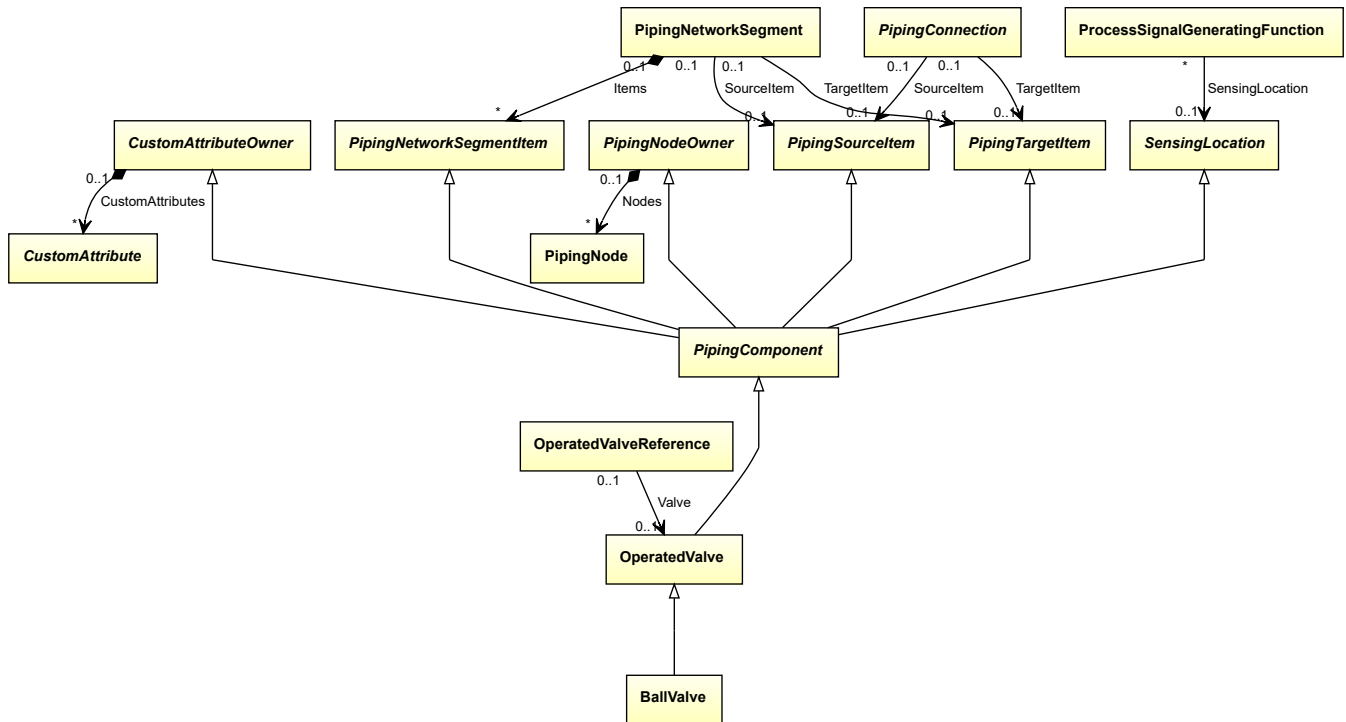 PipingNetworkSegment
PipingConnection
ProcessSignalGeneratingFunction
0..1
0..1
0..1
0..1
0..1
*
Items
SourceItem
TargetItem
SourceItem
TargetItem
SensingLocation
*
0..1
0..1
0..1
0..1
0..1
CustomAttributeOwner
PipingNetworkSegmentItem
PipingNodeOwner
PipingSourceItem
PipingTargetItem
SensingLocation
0..1
CustomAttributes
*
0..1
Nodes
*
CustomAttribute
PipingNode
PipingComponent
OperatedValveReference
0..1
Valve
0..1
OperatedValve
BallValve